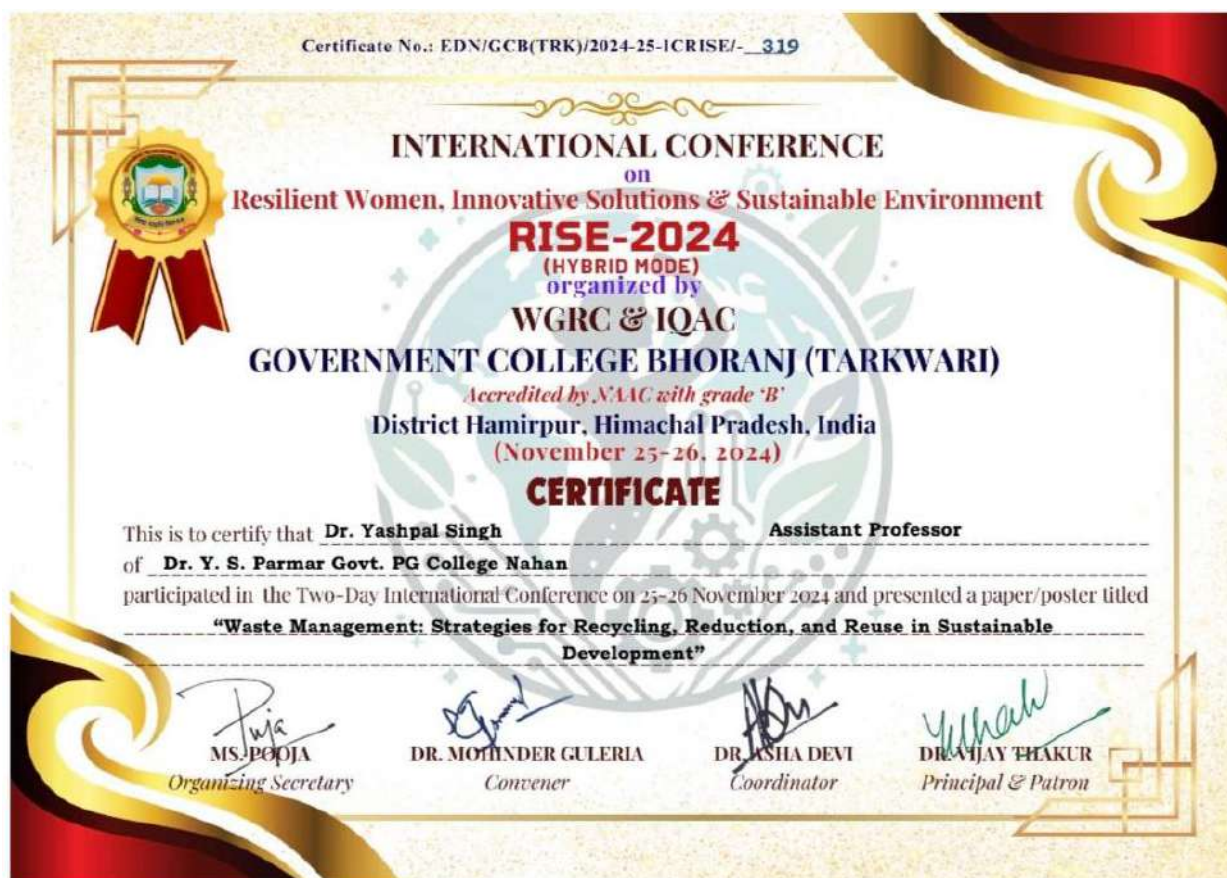 Certificate No.: EDN/GCB(TRK)/2024-25-ICRISE/-__319
INTERNATIONAL CONFERENCE
on
Resilient Women, Innovative Solutions & Sustainable Environment
RISE-2024
(HYBRID MODE)
organized by
WGRC & IQAC
GOVERNMENT COLLEGE BHORANJ (TARKWARI)
Accredited by NAAC with grade ‘B’
District Hamirpur, Himachal Pradesh, India
(November 25-26, 2024)
CERTIFICATE
This is to certify that Dr. Yashpal Singh Assistant Professor
of Dr. Y. S. Parmar Govt. PG College Nahan
participated in the Two-Day International Conference on 25-26 November 2024 and presented a paper/poster titled
“Waste Management: Strategies for Recycling, Reduction, and Reuse in Sustainable
Development”
Puja
MS. POOJA DR. MOHINDER GULERIA DR. ASHA DEVI DR. VIJAY THAKUR
Organizing Secretary Convener Coordinator Principal & Patron